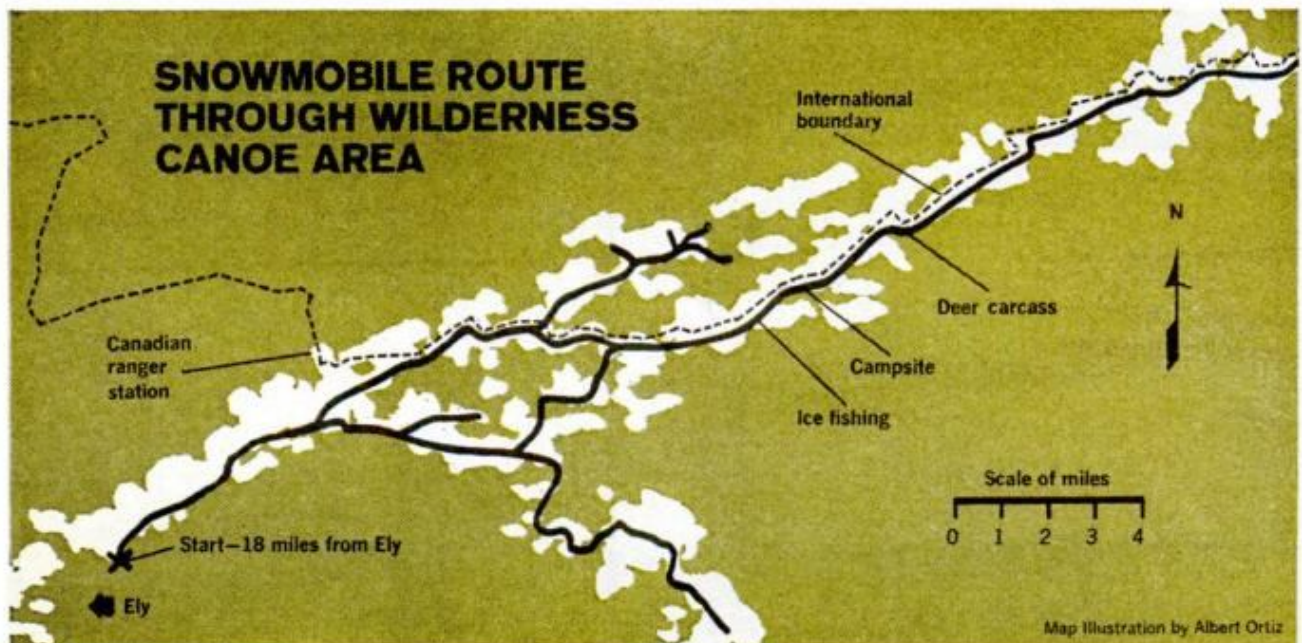 SNOWMOBILE ROUTE
THROUGH WILDERNESS
CANOE AREA
International
boundary
N
Deer carcass
Canadian
ranger
station
Campsite
Ice fishing
Scale of miles
0 1 2 3 4
Start—18 miles from Ely
Ely
Map Illustration by Albert Ortiz